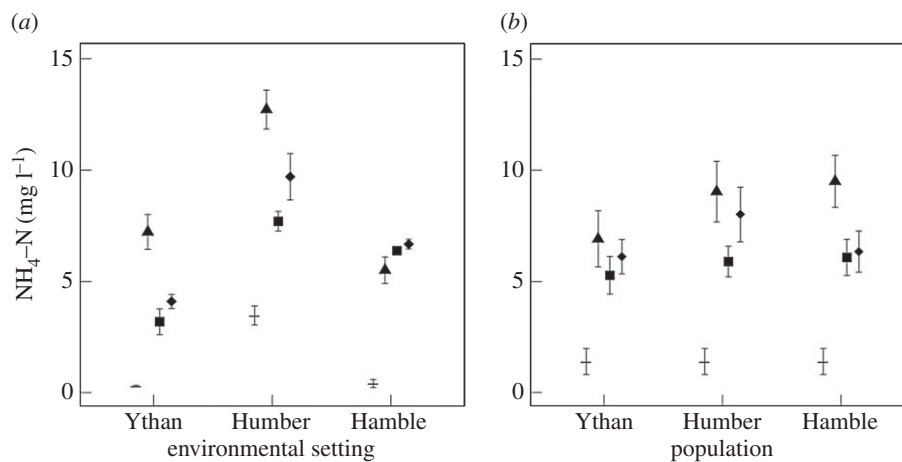 (a) (b)
NH4–N (mg l−1)
15 15
10 10
5 5
0 0
Ythan Humber Hamble Ythan Humber Hamble
environmental setting population